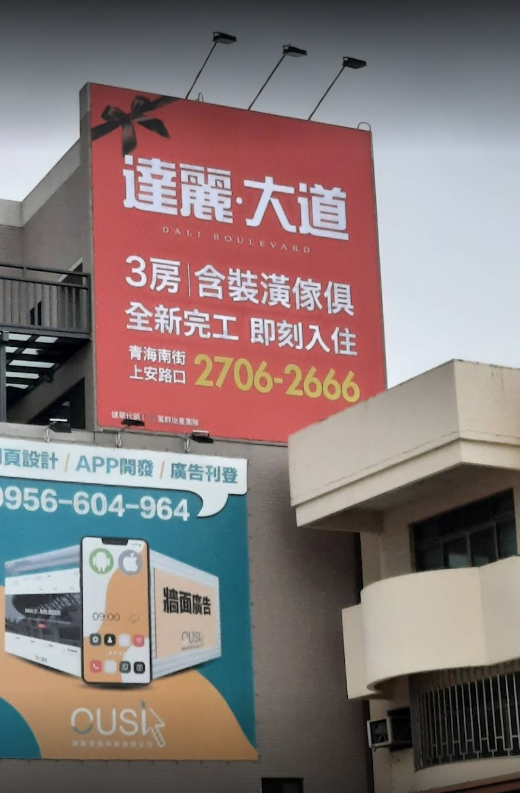 達麗·大道
DALI BOULEVARD
3房|含裝潢傢俱
全新完工 即刻入住
青海南街
上安路口 2706-2666
頁設計 / APP開發 / 廣告刊登
0956-604-964
09:00
牆面廣告
OUSI
OUSI